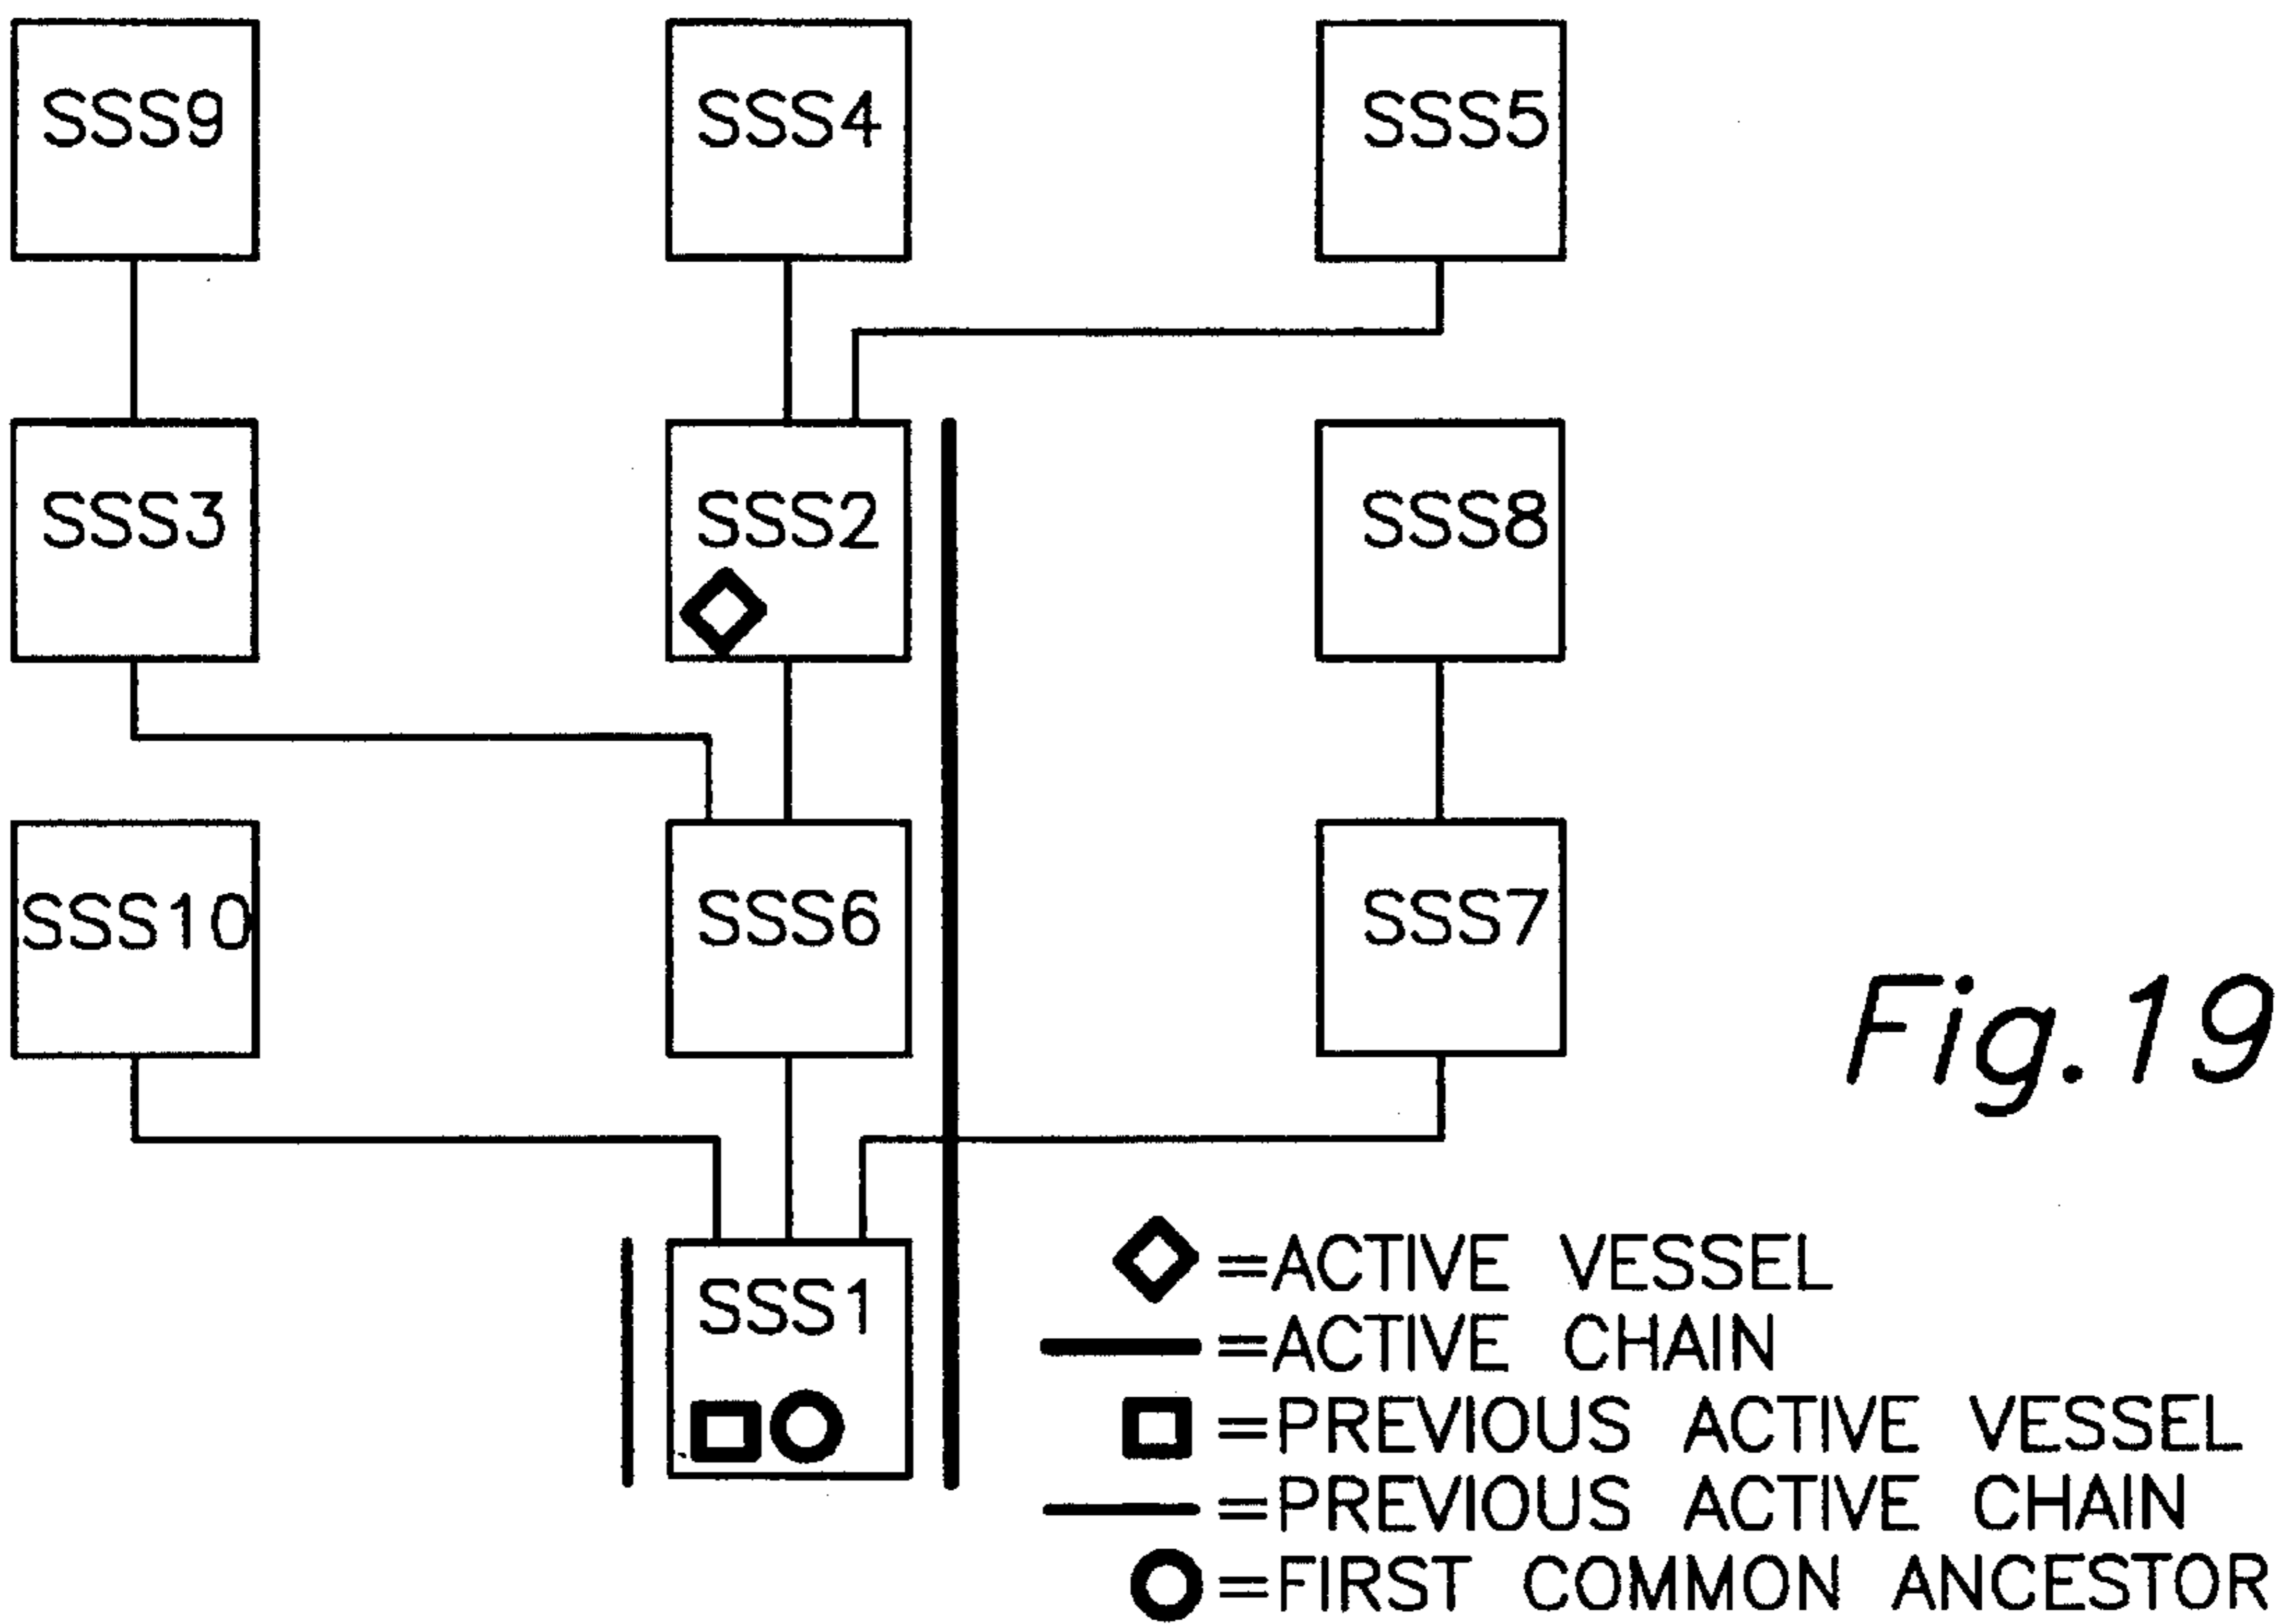 SSS9
SSS4
SSS5
SSS3
SSS2
SSS8
SSS10
SSS6
SSS7
Fig.19
SSS1
=ACTIVE VESSEL
=ACTIVE CHAIN
=PREVIOUS ACTIVE VESSEL
=PREVIOUS ACTIVE CHAIN
=FIRST COMMON ANCESTOR